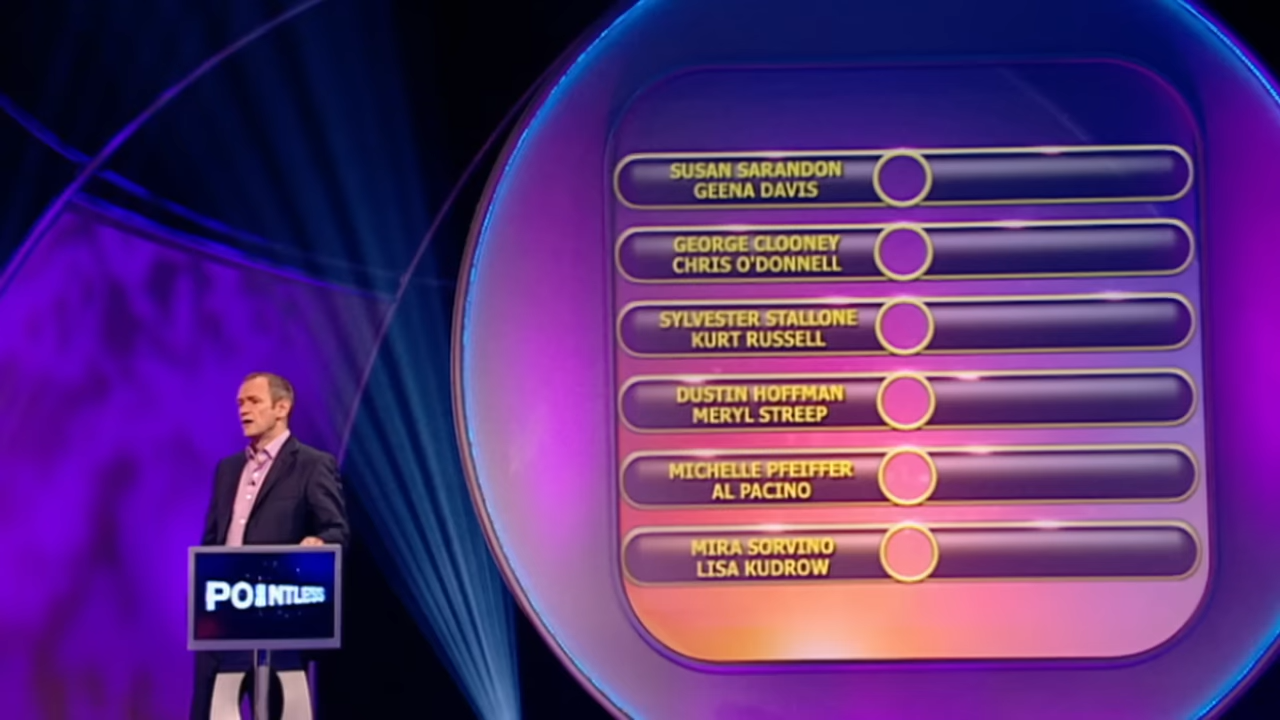 SUSAN SARANDON
GEENA DAVIS
GEORGE CLOONEY
CHRIS O'DONNELL
SYLVESTER STALLONE
KURT RUSSELL
DUSTIN HOFFMAN
MERYL STREEP
MICHELLE PFEIFFER
AL PACINO
MIRA SORVINO
LISA KUDROW
POINTLESS